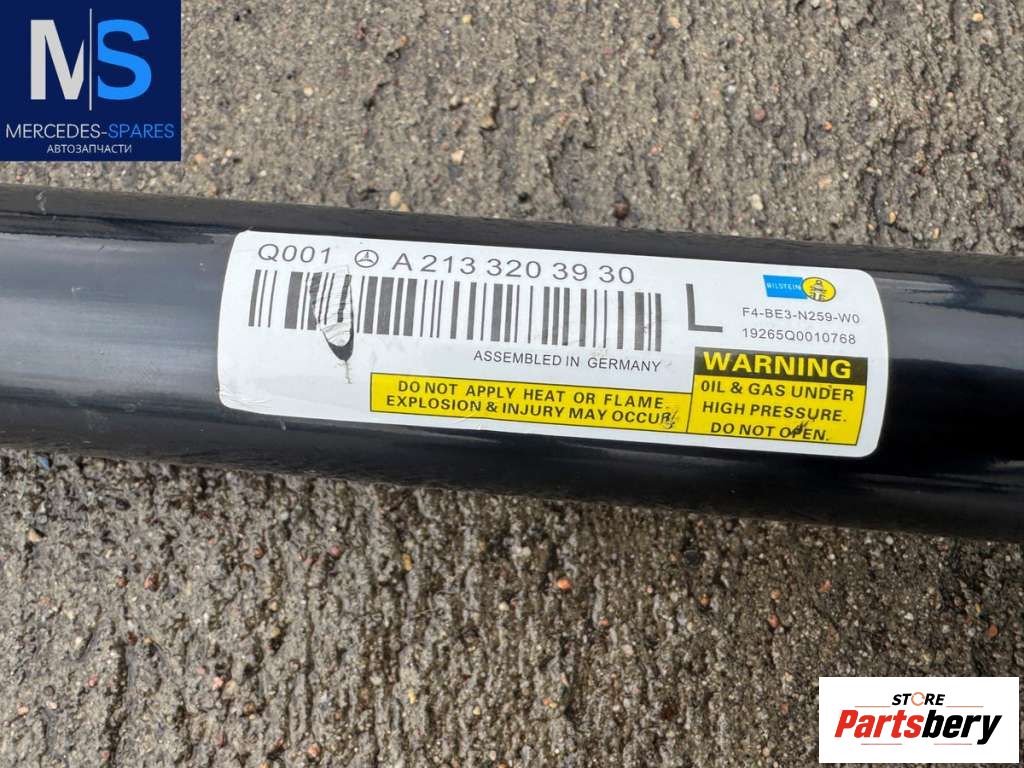 MS
MERCEDES-SPARES
АВТОЗАПЧАСТИ
Q001 A 213 320 39 30
L
BILSTEIN
F4-BE3-N259-W0
19265Q0010768
ASSEMBLED IN GERMANY
DO NOT APPLY HEAT OR FLAME.
EXPLOSION & INJURY MAY OCCUR.
WARNING
OIL & GAS UNDER
HIGH PRESSURE.
DO NOT OPEN.
STORE
Partsbery